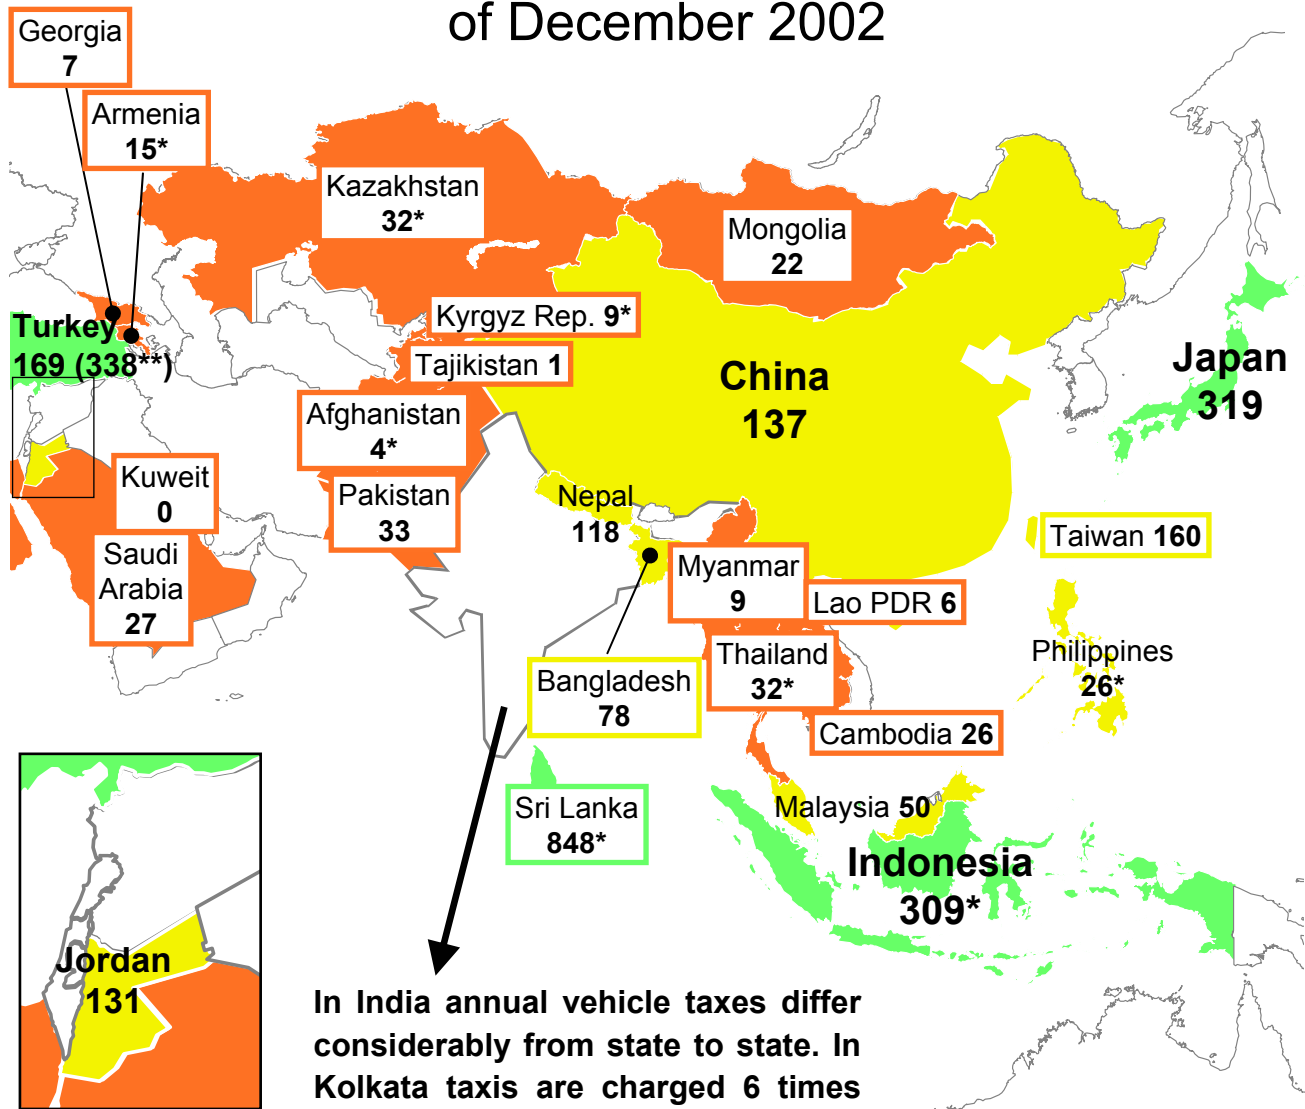 of December 2002
Georgia
7
Armenia
15*
Kazakhstan
32*
Mongolia
22
Kyrgyz Rep. 9*
Turkey
169 (338**)
Tajikistan 1
China
137
Japan
319
Afghanistan
4*
Kuweit
0
Pakistan
33
Nepal
118
Taiwan 160
Saudi
Arabia
27
Myanmar
9
Lao PDR 6
Philippines
26*
Thailand
32*
Bangladesh
78
Cambodia 26
Sri Lanka
848*
Malaysia 50
Indonesia
309*
Jordan
131
In India annual vehicle taxes differ
considerably from state to state. In
Kolkata taxis are charged 6 times